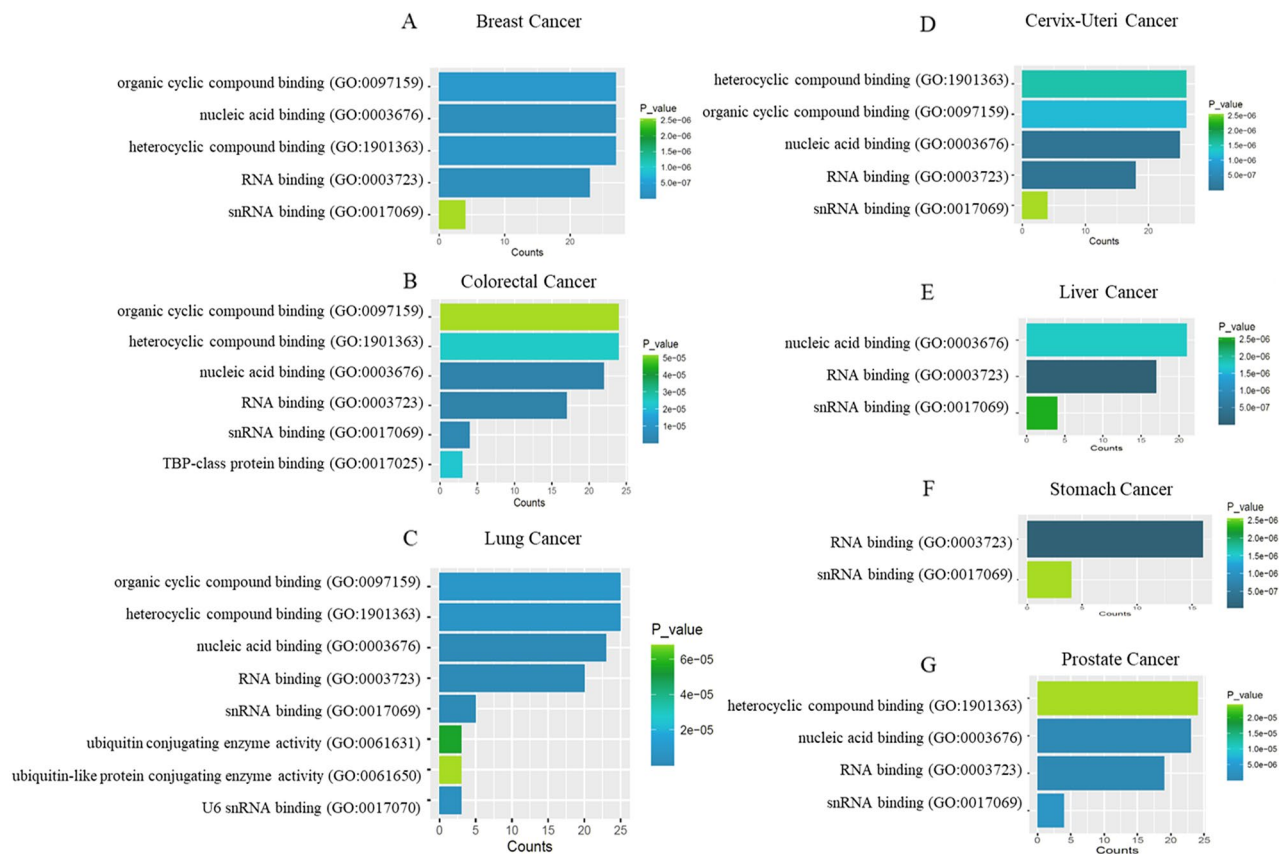 A Breast Cancer
organic cyclic compound binding (GO:0097159)
nucleic acid binding (GO:0003676)
heterocyclic compound binding (GO:1901363)
RNA binding (GO:0003723)
snRNA binding (GO:0017069)
0 10 20
Counts
P_value
2.5e-06
2.0e-06
1.5e-06
1.0e-06
5.0e-07
B Colorectal Cancer
organic cyclic compound binding (GO:0097159)
heterocyclic compound binding (GO:1901363)
nucleic acid binding (GO:0003676)
RNA binding (GO:0003723)
snRNA binding (GO:0017069)
TBP-class protein binding (GO:0017025)
0 5 10 15 20 25
Counts
P_value
5e-05
4e-05
3e-05
2e-05
1e-05
C Lung Cancer
organic cyclic compound binding (GO:0097159)
heterocyclic compound binding (GO:1901363)
nucleic acid binding (GO:0003676)
RNA binding (GO:0003723)
snRNA binding (GO:0017069)
ubiquitin conjugating enzyme activity (GO:0061631)
ubiquitin-like protein conjugating enzyme activity (GO:0061650)
U6 snRNA binding (GO:0017070)
0 5 10 15 20 25
Counts
P_value
6e-05
4e-05
2e-05
D Cervix-Uteri Cancer
heterocyclic compound binding (GO:1901363)
organic cyclic compound binding (GO:0097159)
nucleic acid binding (GO:0003676)
RNA binding (GO:0003723)
snRNA binding (GO:0017069)
0 10 20
Counts
P_value
2.5e-06
2.0e-06
1.5e-06
1.0e-06
5.0e-07
E Liver Cancer
nucleic acid binding (GO:0003676)
RNA binding (GO:0003723)
snRNA binding (GO:0017069)
0 5 10 15 20
Counts
P_value
2.5e-06
2.0e-06
1.5e-06
1.0e-06
5.0e-07
F Stomach Cancer
RNA binding (GO:0003723)
snRNA binding (GO:0017069)
0 5 10 15
Counts
P_value
2.5e-06
2.0e-06
1.5e-06
1.0e-06
5.0e-07
G Prostate Cancer
heterocyclic compound binding (GO:1901363)
nucleic acid binding (GO:0003676)
RNA binding (GO:0003723)
snRNA binding (GO:0017069)
0 5 10 15 20 25
Counts
P_value
2.0e-05
1.5e-05
1.0e-05
5.0e-06